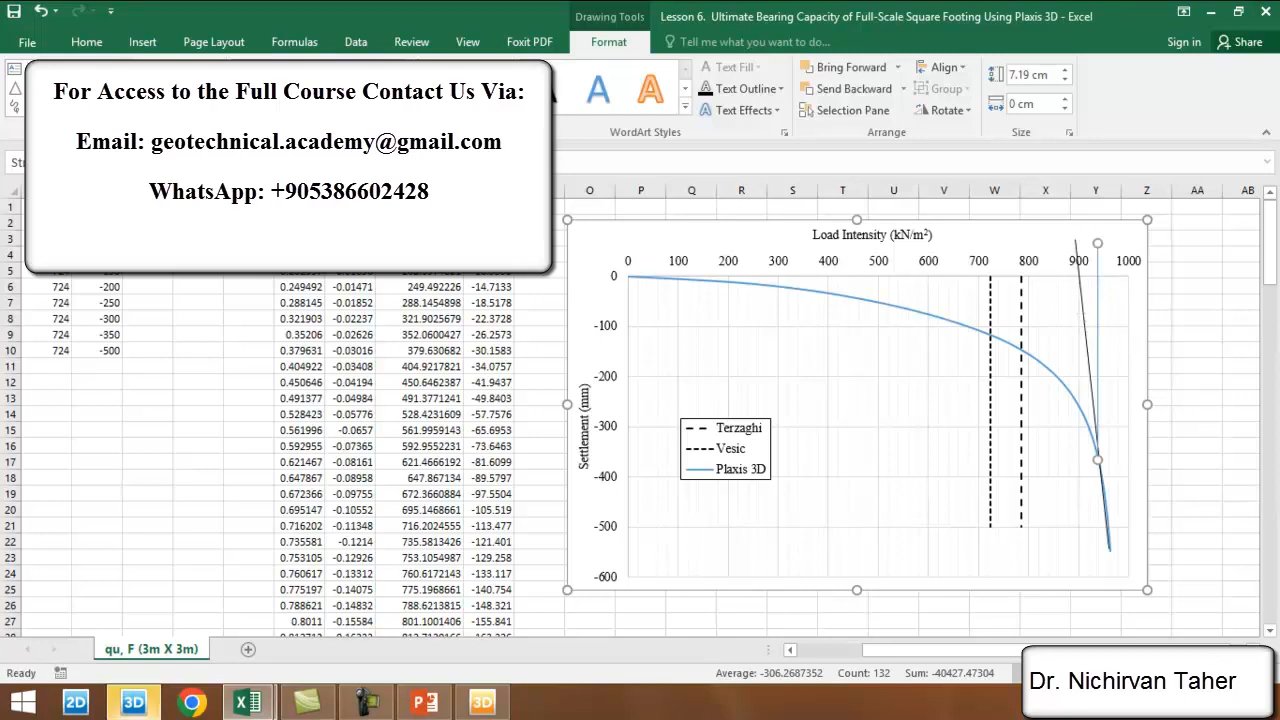 Drawing Tools
Lesson 6. Ultimate Bearing Capacity of Full-Scale Square Footing Using Plaxis 3D - Excel
File Home Insert Page Layout Formulas Data Review View Foxit PDF Format Tell me what you want to do... Sign in Share
For Access to the Full Course Contact Us Via:
Email: geotechnical.academy@gmail.com
WhatsApp: +905386602428
A A Text Fill
Text Outline
Text Effects
WordArt Styles
Bring Forward
Send Backward
Selection Pane
Align
Group
Rotate
Arrange
7.19 cm
0 cm
Size
O P Q R S T U V W X Y Z AA AB
1
2
3
4
5
6 724 -200 0.249492 -0.01471 249.492226 -14.7133
7 724 -250 0.288145 -0.01852 288.1454898 -18.5178
8 724 -300 0.321903 -0.02237 321.9025679 -22.3728
9 724 -350 0.35206 -0.02626 352.0600427 -26.2573
10 724 -500 0.379631 -0.03016 379.630682 -30.1583
11 0.404922 -0.03408 404.9217821 -34.0757
12 0.450646 -0.04194 450.6462387 -41.9437
13 0.491377 -0.04984 491.3771241 -49.8403
14 0.528423 -0.05776 528.4231609 -57.7576
15 0.561996 -0.0657 561.9959143 -65.6953
16 0.592955 -0.07365 592.9552231 -73.6463
17 0.621467 -0.08161 621.4666192 -81.6099
18 0.647867 -0.08958 647.867134 -89.5797
19 0.672366 -0.09755 672.3660884 -97.5504
20 0.695147 -0.10552 695.1468691 -105.519
21 0.716202 -0.11348 716.2024555 -113.477
22 0.735581 -0.1214 735.5813426 -121.401
23 0.753105 -0.12926 753.1054987 -129.258
24 0.760617 -0.13312 760.6172143 -133.117
25 0.775197 -0.14075 775.1968661 -140.754
26 0.788621 -0.14832 788.6213815 -148.321
27 0.8011 -0.15584 801.1001406 -155.841
Load Intensity (kN/m²)
0 100 200 300 400 500 600 700 800 900 1000
0
-100
-200
-300
-400
-500
-600
Settlement (mm)
Terzaghi
Vesic
Plaxis 3D
qu, F (3m X 3m)
Ready Average: -306.2687352 Count: 132 Sum: -40427.47304
2D 3D 3D
Dr. Nichirvan Taher